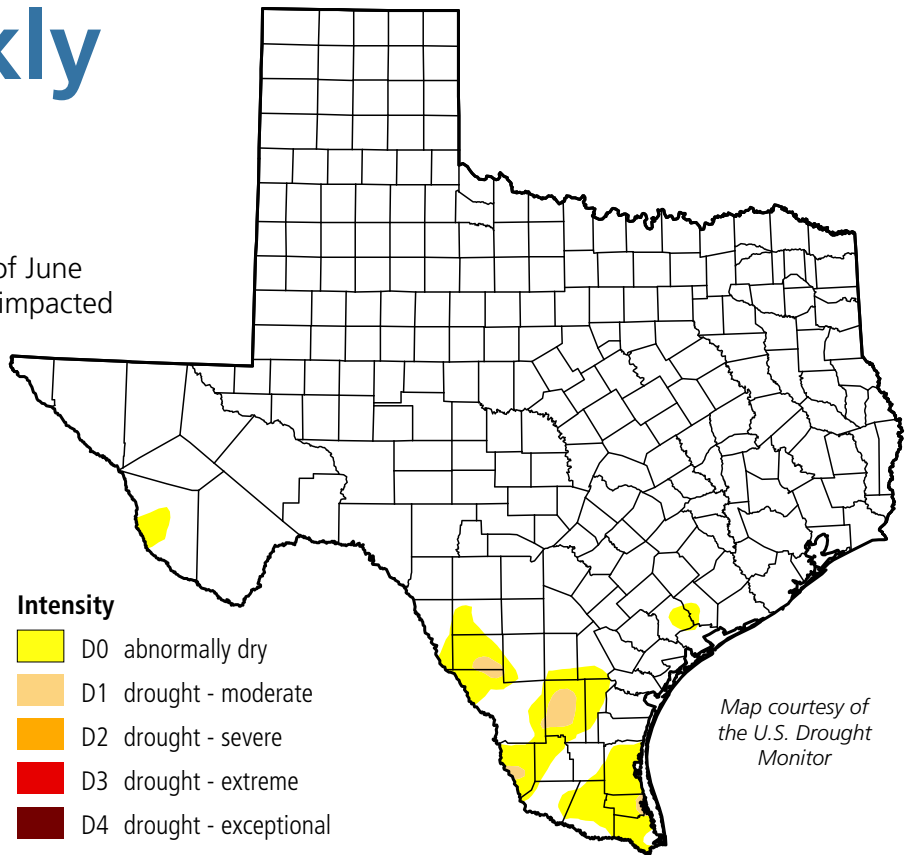 of June
impacted
Intensity
D0 abnormally dry
D1 drought - moderate
D2 drought - severe
D3 drought - extreme
D4 drought - exceptional
Map courtesy of
the U.S. Drought
Monitor